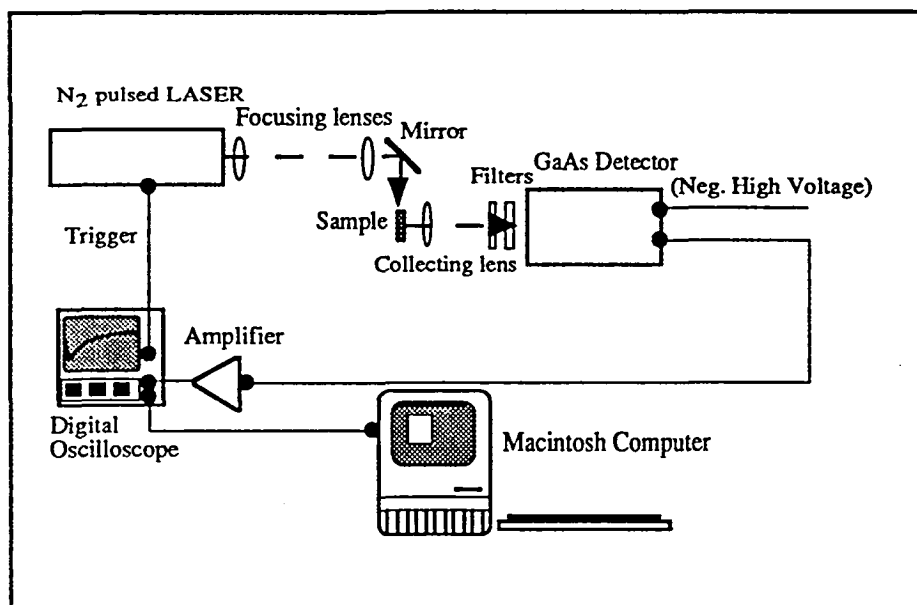 N2 pulsed LASER
Focusing lenses
Mirror
GaAs Detector
Filters
(Neg. High Voltage)
Sample
Trigger
Collecting lens
Amplifier
Digital
Oscilloscope
Macintosh Computer